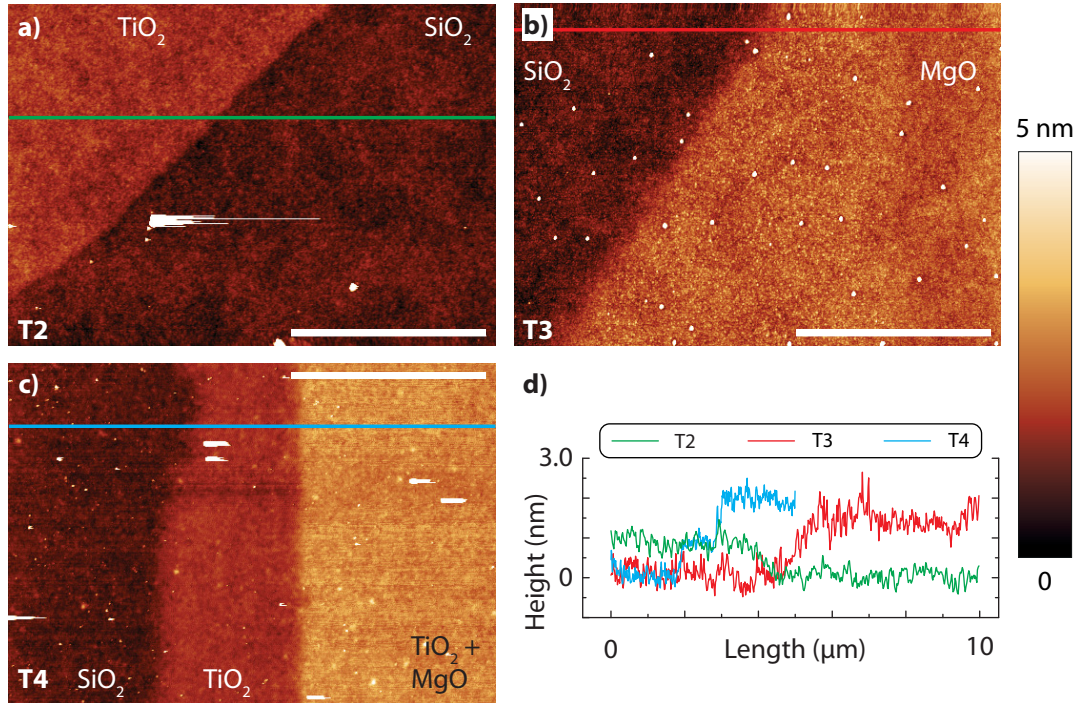 a)
TiO₂
SiO₂
T2
b)
SiO₂
MgO
T3
5 nm
0
c)
T4
SiO₂
TiO₂
TiO₂ +
MgO
d)
T2
T3
T4
3.0
0
Height (nm)
0
Length (μm)
10